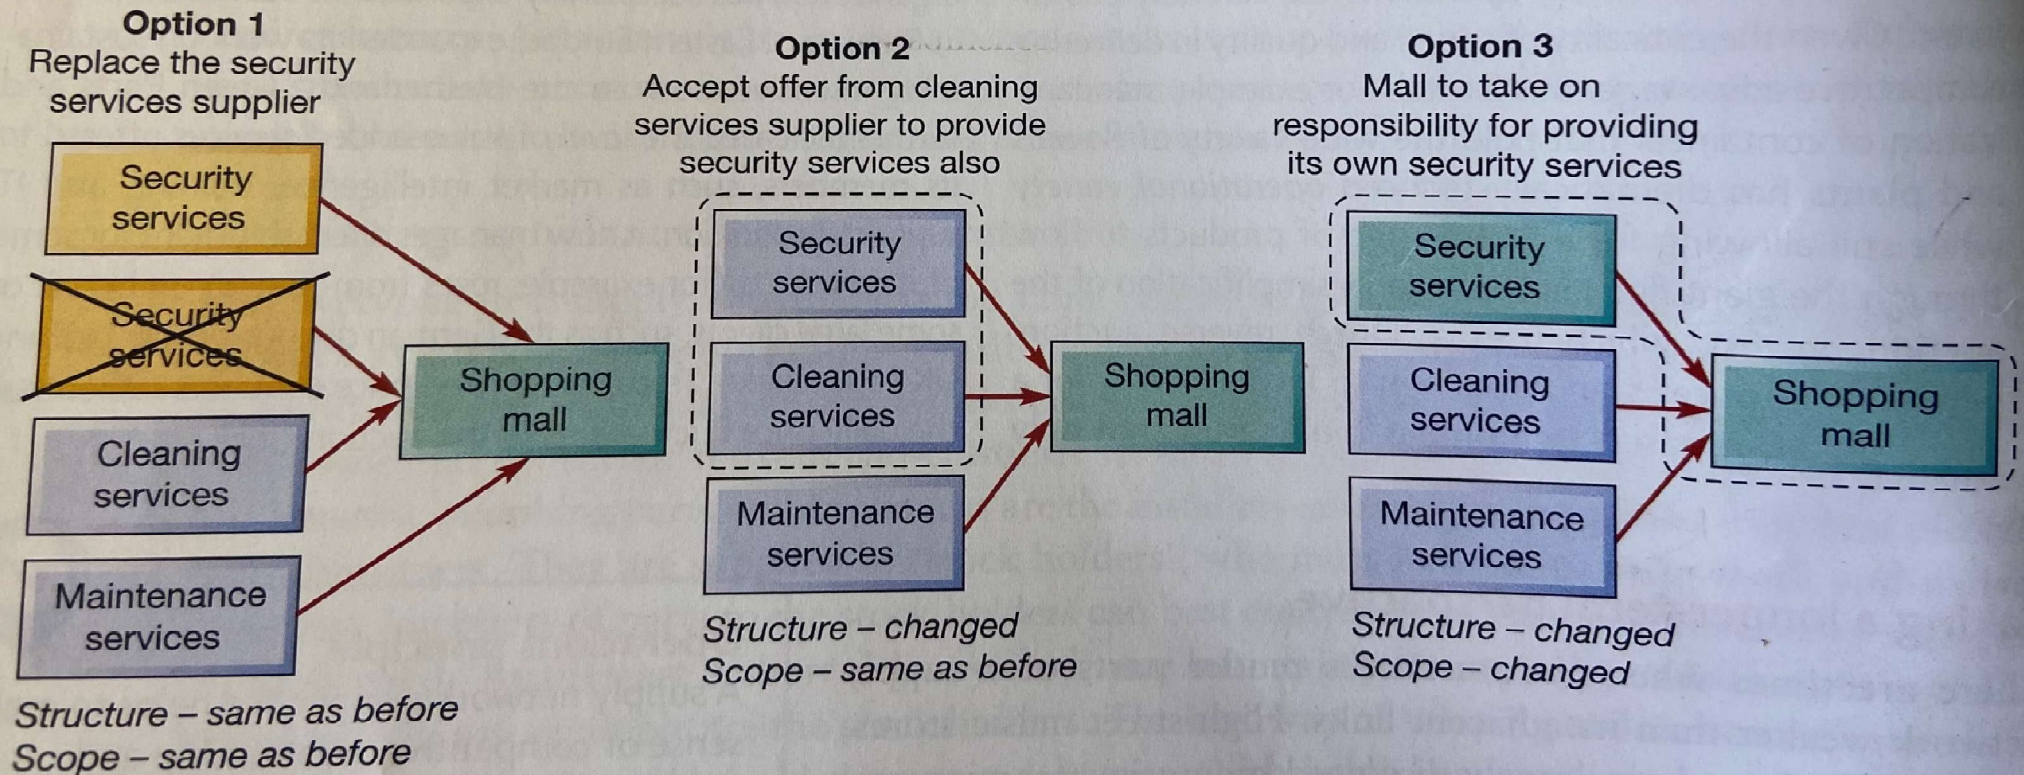 Option 1
Replace the security
services supplier
Security
services
Security
services
Cleaning
services
Maintenance
services
Shopping
mall
Structure – same as before
Scope – same as before
Option 2
Accept offer from cleaning
services supplier to provide
security services also
Security
services
Cleaning
services
Maintenance
services
Shopping
mall
Structure – changed
Scope – same as before
Option 3
Mall to take on
responsibility for providing
its own security services
Security
services
Cleaning
services
Maintenance
services
Shopping
mall
Structure – changed
Scope – changed